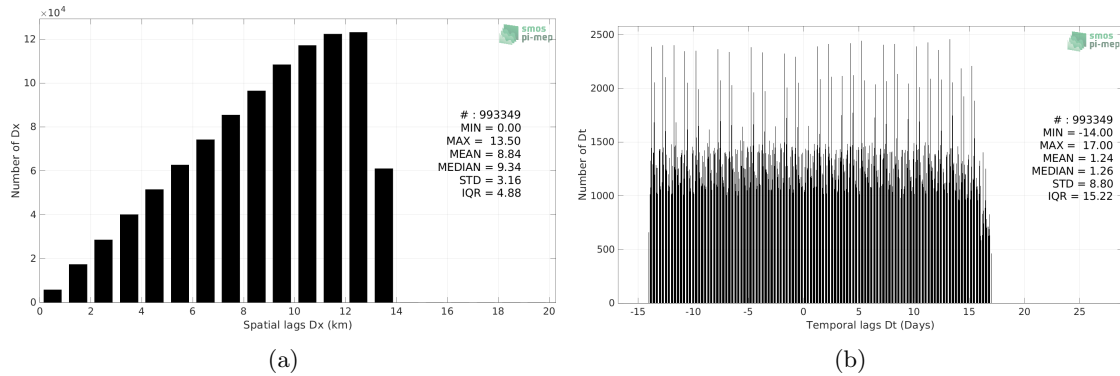 ×10⁴
smos
pi-mep
12
10
8
6
4
2
0
Number of Dx
# : 993349
MIN = 0.00
MAX = 13.50
MEAN = 8.84
MEDIAN = 9.34
STD = 3.16
IQR = 4.88
0 2 4 6 8 10 12 14 16 18 20
Spatial lags Dx (km)
(a)
smos
pi-mep
2500
2000
1500
1000
500
0
Number of Dt
# : 993349
MIN = -14.00
MAX = 17.00
MEAN = 1.24
MEDIAN = 1.26
STD = 8.80
IQR = 15.22
-15 -10 -5 0 5 10 15 20 25
Temporal lags Dt (Days)
(b)